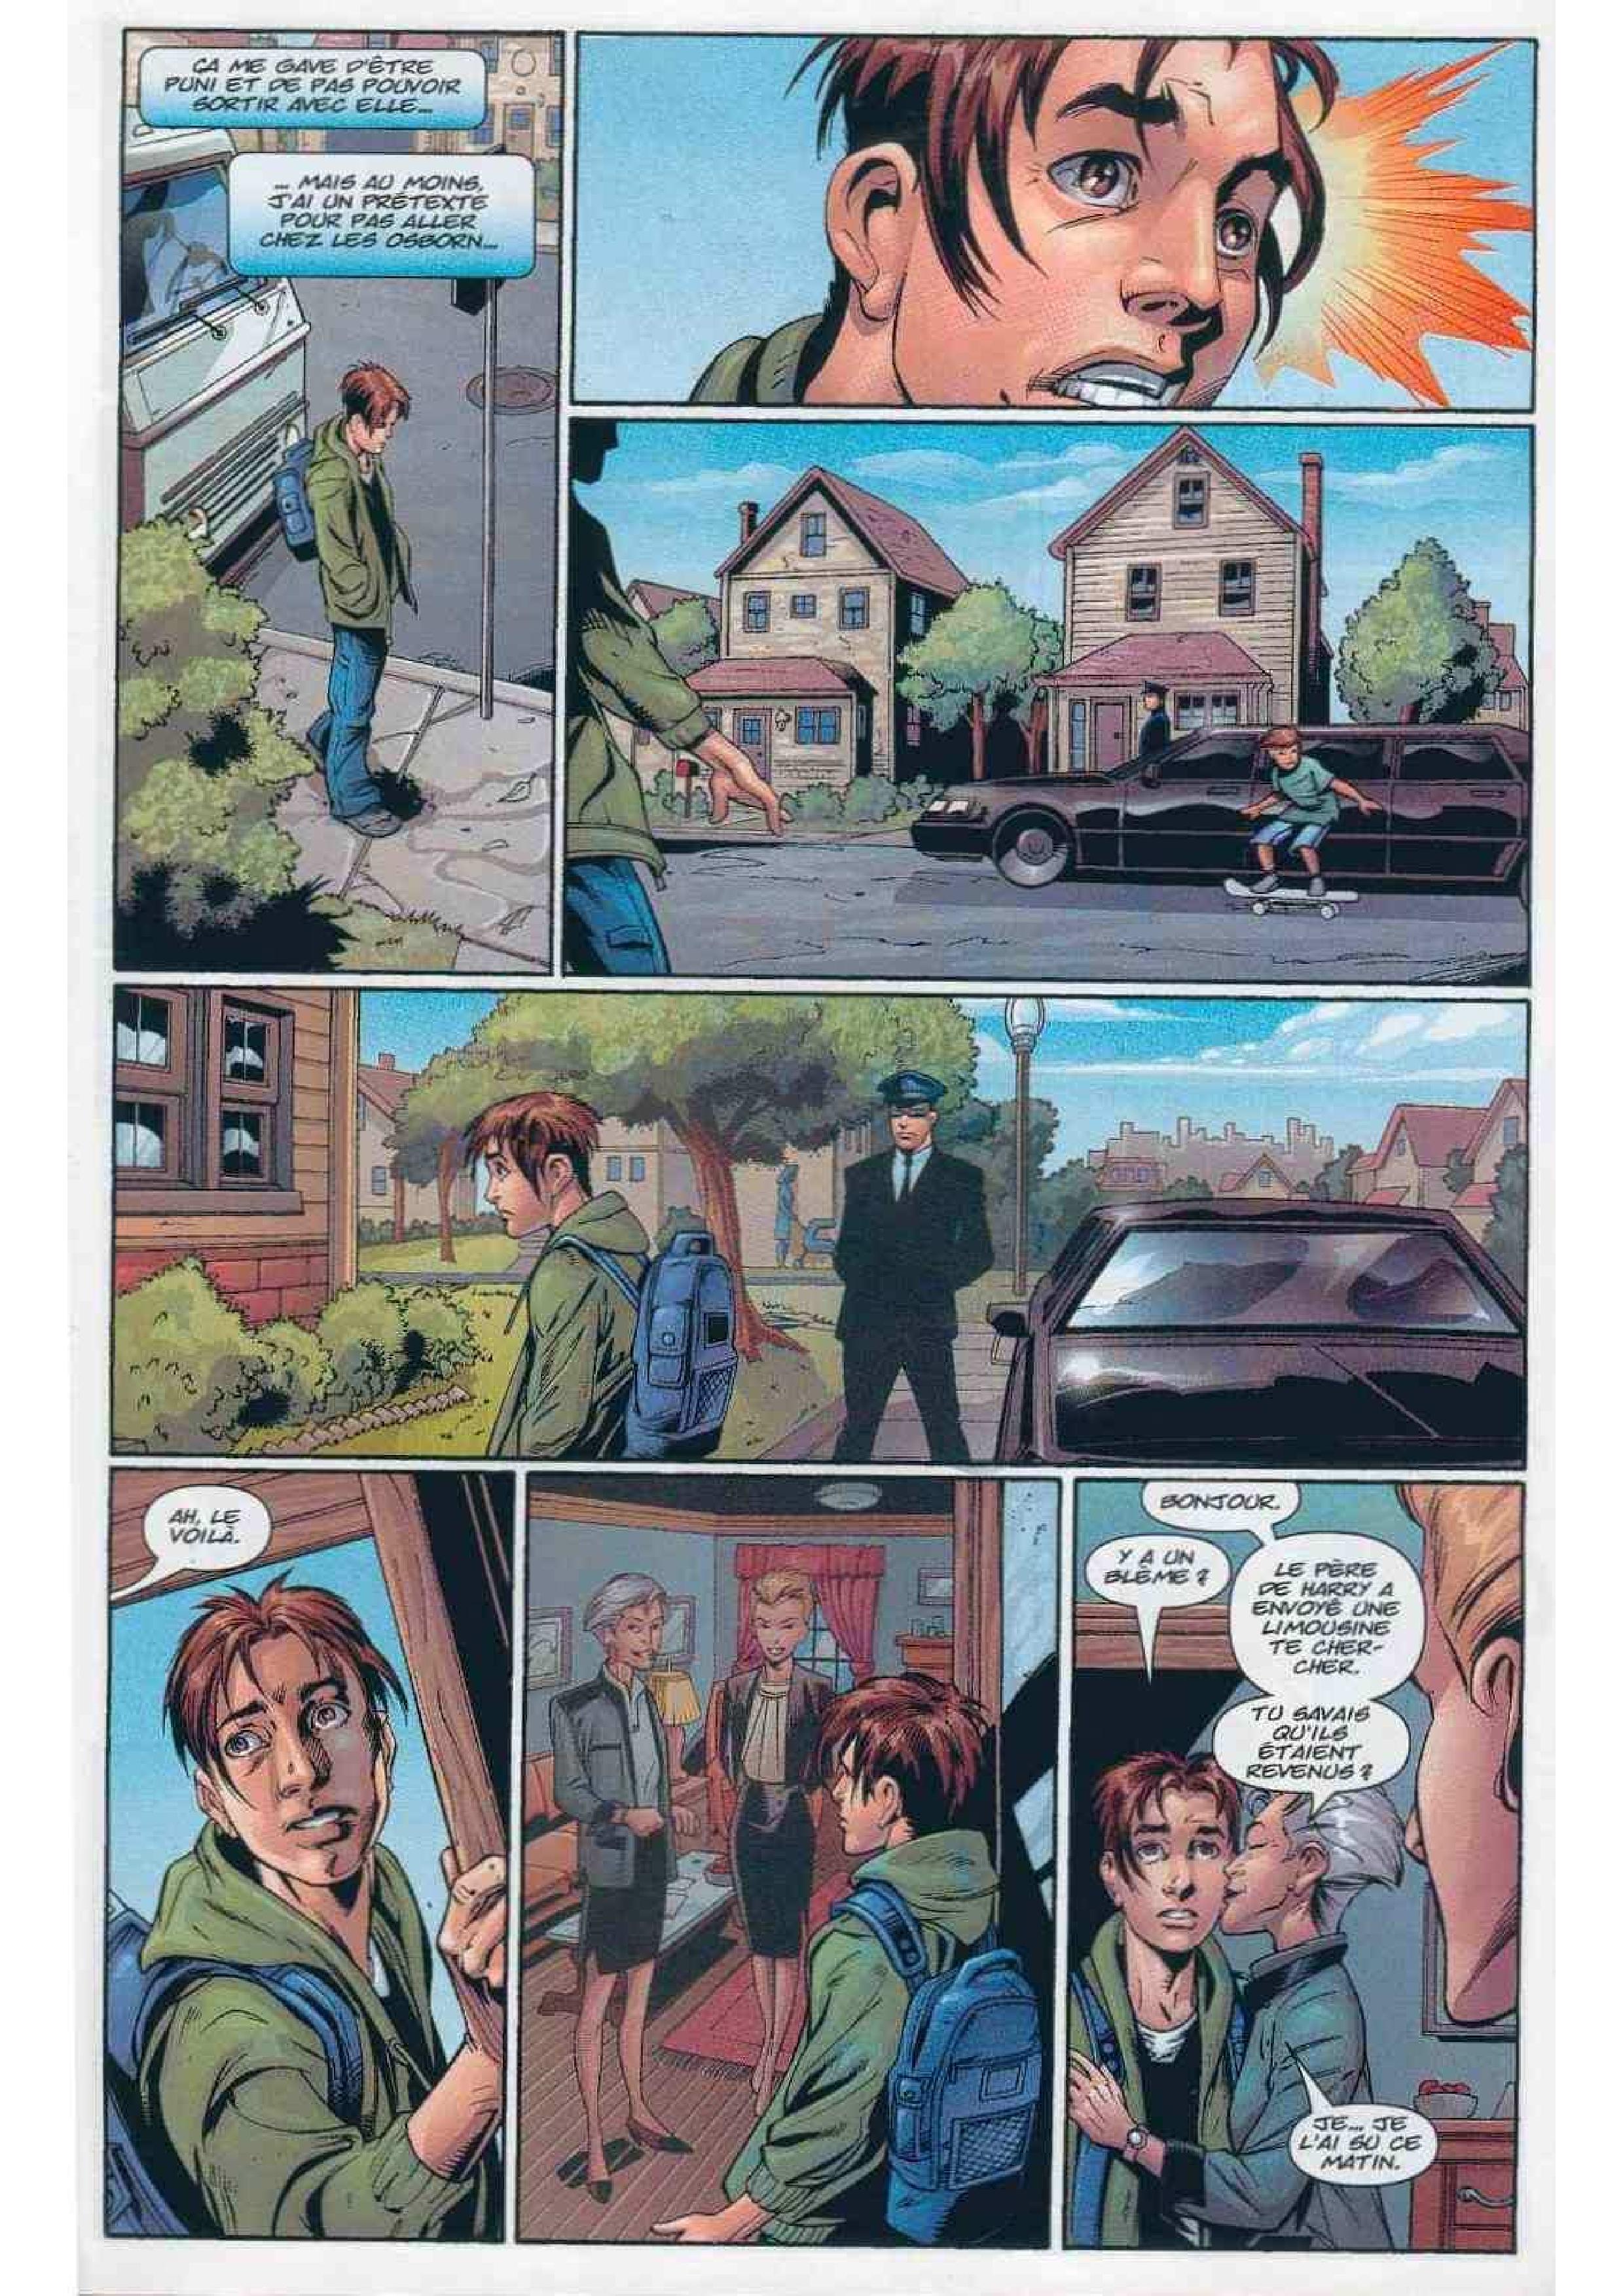 ÇA ME GAVE D'ÊTRE
PUNI ET DE PAS POUVOIR
SORTIR AVEC ELLE...
... MAIS AU MOINS,
J'AI UN PRÉTEXTE
POUR PAS ALLER
CHEZ LES OSBORN...
AH, LE
VOILÀ.
BONJOUR.
Y A UN
BLÊME ?
LE PÈRE
DE HARRY A
ENVOYÉ UNE
LIMOUSINE
TE CHER-
CHER.
TU SAVAIS
QU'ILS
ÉTAIENT
REVENUS ?
JE... JE
L'AI SU CE
MATIN.